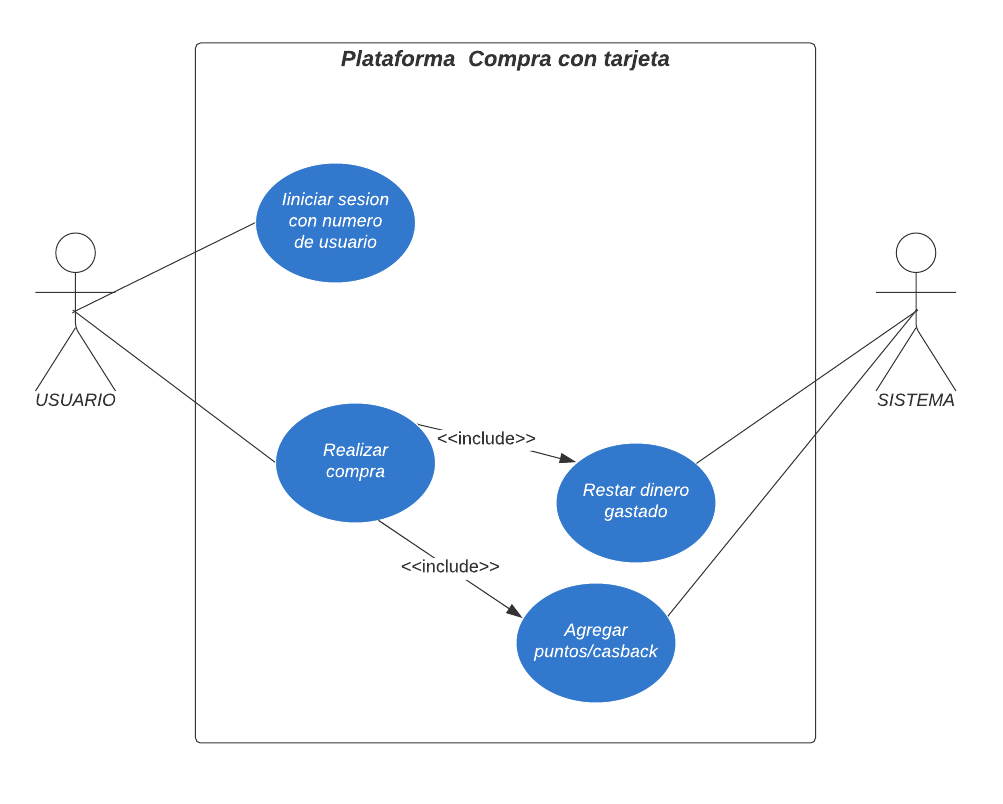 Plataforma  Compra con tarjeta
Iiniciar sesion
con numero
de usuario
USUARIO
SISTEMA
Realizar
compra
<<include>>
Restar dinero
gastado
<<include>>
Agregar
puntos/casback